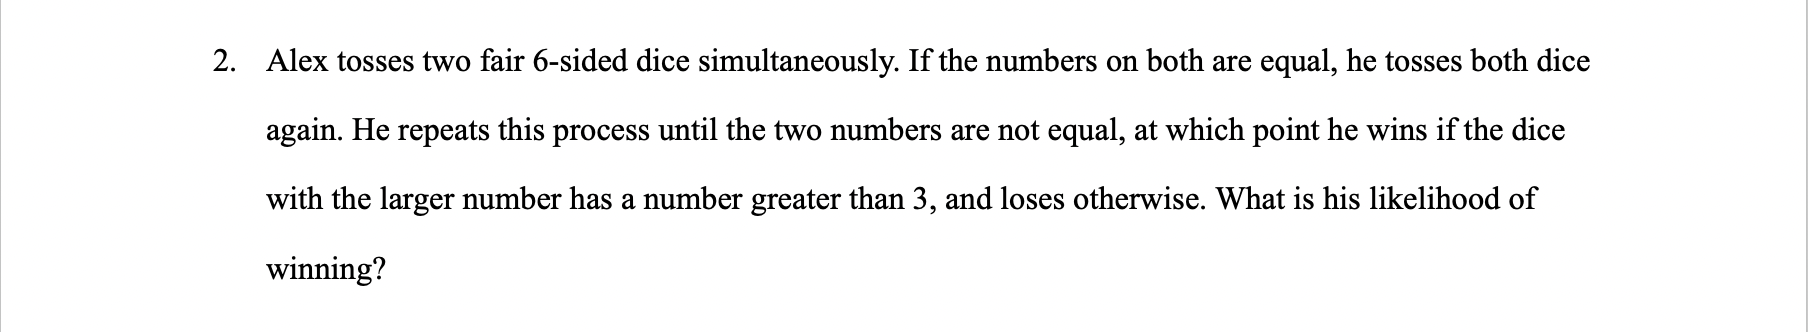 2. Alex tosses two fair 6-sided dice simultaneously. If the numbers on both are equal, he tosses both dice
again. He repeats this process until the two numbers are not equal, at which point he wins if the dice
with the larger number has a number greater than 3, and loses otherwise. What is his likelihood of
winning?